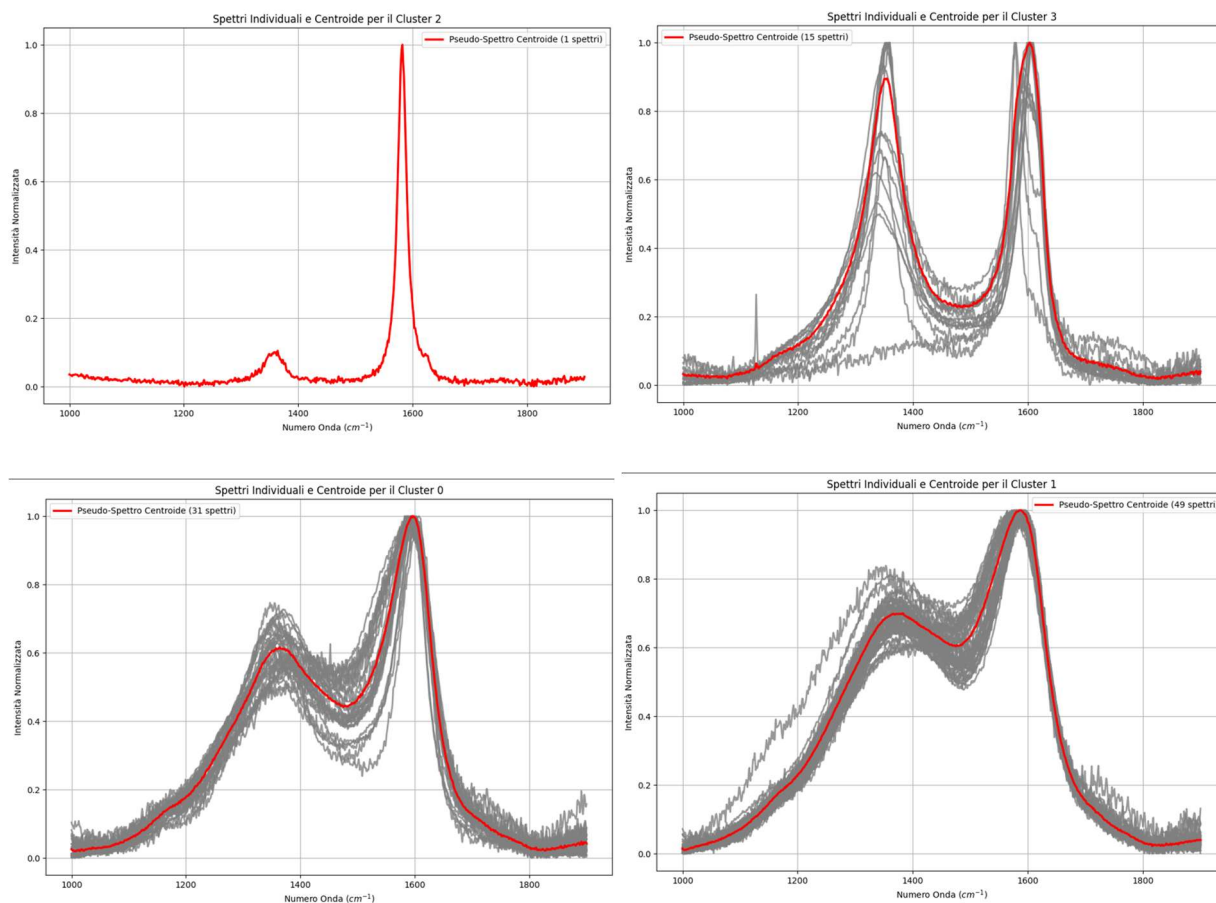 Spettri Individuali e Centroide per il Cluster 2
Pseudo-Spettro Centroide (1 spettri)
Intensità Normalizzata
1.0
0.8
0.6
0.4
0.2
0.0
1000 1200 1400 1600 1800
Numero Onda (cm⁻¹)
Spettri Individuali e Centroide per il Cluster 3
Pseudo-Spettro Centroide (15 spettri)
Intensità Normalizzata
1.0
0.8
0.6
0.4
0.2
0.0
1000 1200 1400 1600 1800
Numero Onda (cm⁻¹)
Spettri Individuali e Centroide per il Cluster 0
Pseudo-Spettro Centroide (31 spettri)
Intensità Normalizzata
1.0
0.8
0.6
0.4
0.2
0.0
1000 1200 1400 1600 1800
Numero Onda (cm⁻¹)
Spettri Individuali e Centroide per il Cluster 1
Pseudo-Spettro Centroide (49 spettri)
Intensità Normalizzata
1.0
0.8
0.6
0.4
0.2
0.0
1000 1200 1400 1600 1800
Numero Onda (cm⁻¹)